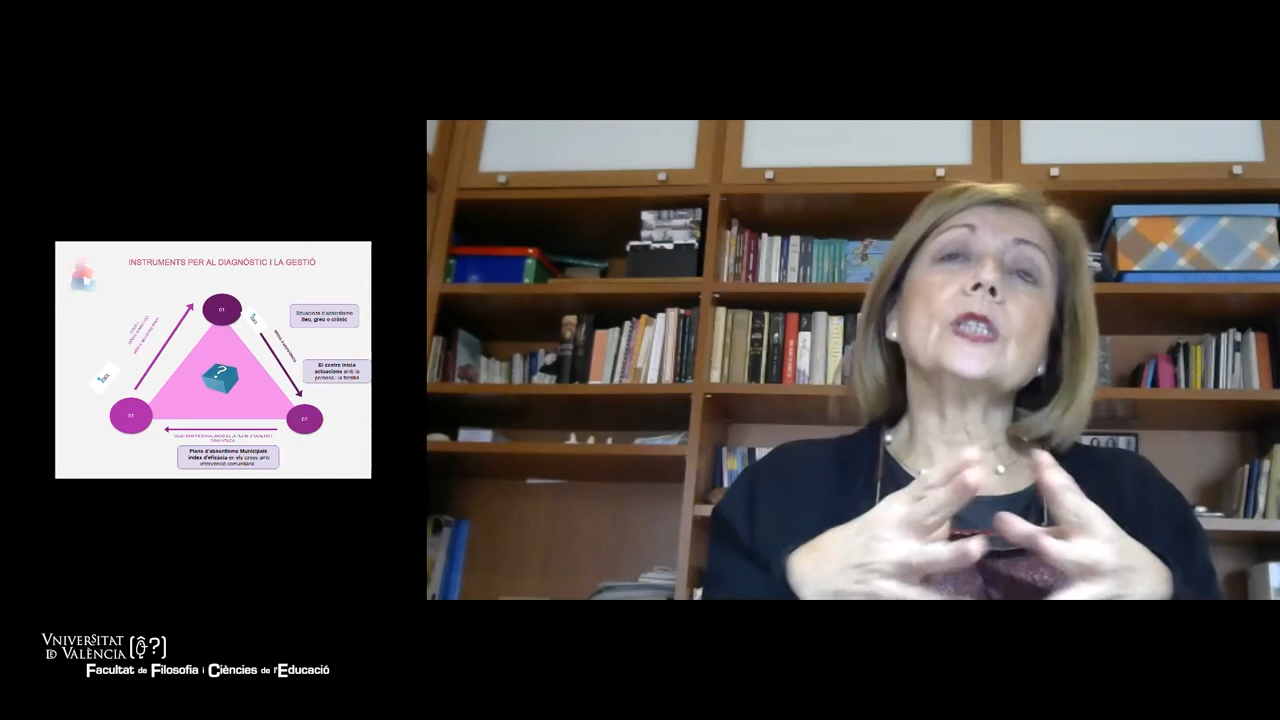 INSTRUMENTS PER AL DIAGNÒSTIC I LA GESTIÓ
01
Situacions d'absentisme
lleu, greu o crònic
?
El centre inicia
actuacions amb la
persona i la família
01
02
Plans d'absentisme Municipals
índex d'eficàcia en els casos amb
intervenció comunitària
VNIVERSITAT
D VALÈNCIA
Facultat de Filosofia i Ciències de l'Educació